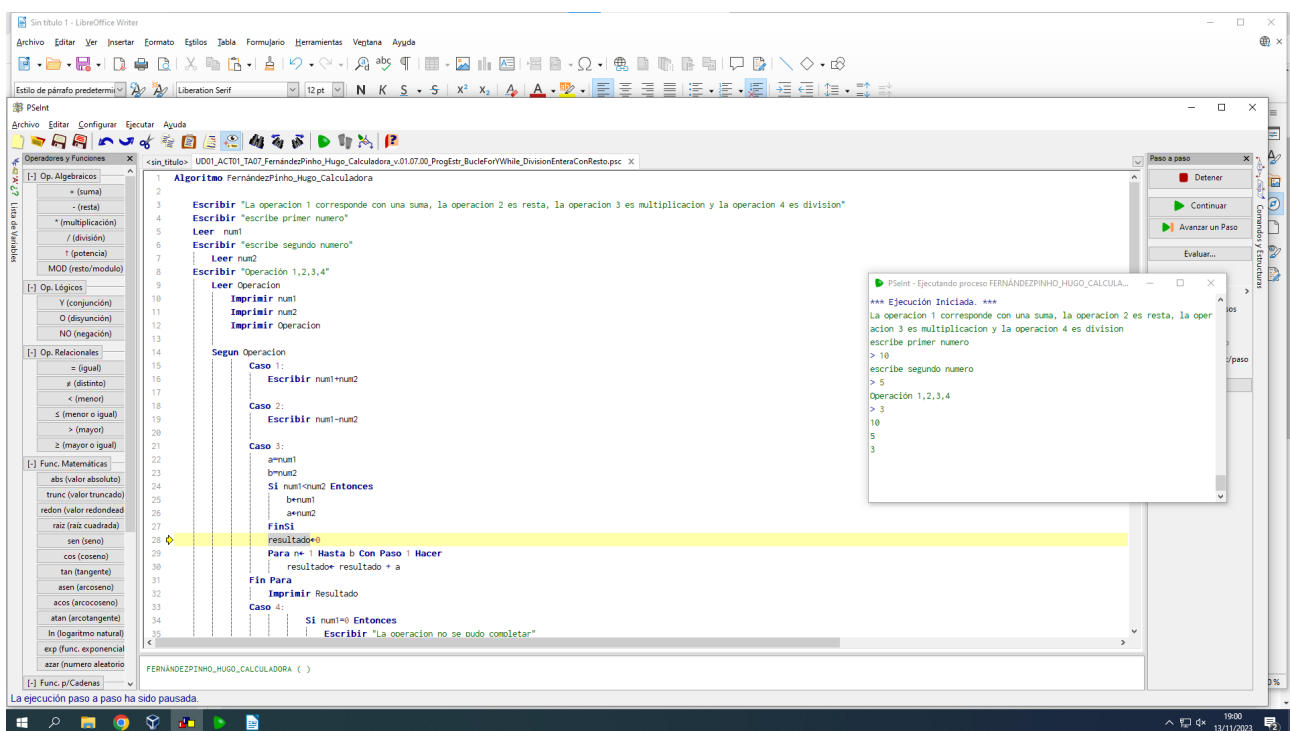 Sin título 1 - LibreOffice Writer
Archivo Editar Ver Insertar Formato Estilos Tabla Formulario Herramientas Ventana Ayuda
Estilo de párrafo predetermi Liberation Serif 12 pt N K S S X² X₂ A A
PSeInt
Archivo Editar Configurar Ejecutar Ayuda
Operadores y Funciones X
<sin_titulo> UD01_ACT01_TA07_FernándezPinho_Hugo_Calculadora_v.01.07.00_ProgEstr_BucleForYWhile_DivisionEnteraConResto.psc X
Paso a paso X
Lista de Variables
[-] Op. Algebraicos
+ (suma)
- (resta)
* (multiplicación)
/ (división)
↑ (potencia)
MOD (resto/modulo)
[-] Op. Lógicos
Y (conjunción)
O (disyunción)
NO (negación)
[-] Op. Relacionales
= (igual)
≠ (distinto)
< (menor)
≤ (menor o igual)
> (mayor)
≥ (mayor o igual)
[-] Func. Matemáticas
abs (valor absoluto)
trunc (valor truncado)
redon (valor redondead
raiz (raíz cuadrada)
sen (seno)
cos (coseno)
tan (tangente)
asen (arcoseno)
acos (arcocoseno)
atan (arcotangente)
ln (logaritmo natural)
exp (func. exponencial
azar (numero aleatorio
[-] Func. p/Cadenas
1 Algoritmo FernándezPinho_Hugo_Calculadora
2
3 Escribir "La operacion 1 corresponde con una suma, la operacion 2 es resta, la operacion 3 es multiplicacion y la operacion 4 es division"
4 Escribir "escribe primer numero"
5 Leer num1
6 Escribir "escribe segundo numero"
7 Leer num2
8 Escribir "Operación 1,2,3,4"
9 Leer Operacion
10 Imprimir num1
11 Imprimir num2
12 Imprimir Operacion
13
14 Segun Operacion
15 Caso 1:
16 Escribir num1+num2
17
18 Caso 2:
19 Escribir num1-num2
20
21 Caso 3:
22 a=num1
23 b=num2
24 Si num1<num2 Entonces
25 b←num1
26 a←num2
27 FinSi
28 resultado←0
29 Para n← 1 Hasta b Con Paso 1 Hacer
30 resultado← resultado + a
31 Fin Para
32 Imprimir Resultado
33 Caso 4:
34 Si num1=0 Entonces
35 Escribir "La operacion no se pudo completar"
FERNÁNDEZPINHO_HUGO_CALCULADORA ( )
PSeInt - Ejecutando proceso FERNÁNDEZPINHO_HUGO_CALCULA...
*** Ejecución Iniciada. ***
La operacion 1 corresponde con una suma, la operacion 2 es resta, la oper
acion 3 es multiplicacion y la operacion 4 es division
escribe primer numero
> 10
escribe segundo numero
> 5
Operación 1,2,3,4
> 3
10
5
3
Detener
Continuar
Avanzar un Paso
Evaluar...
os
/paso
Comandos y Estructuras
La ejecución paso a paso ha sido pausada.
19:00
13/11/2023